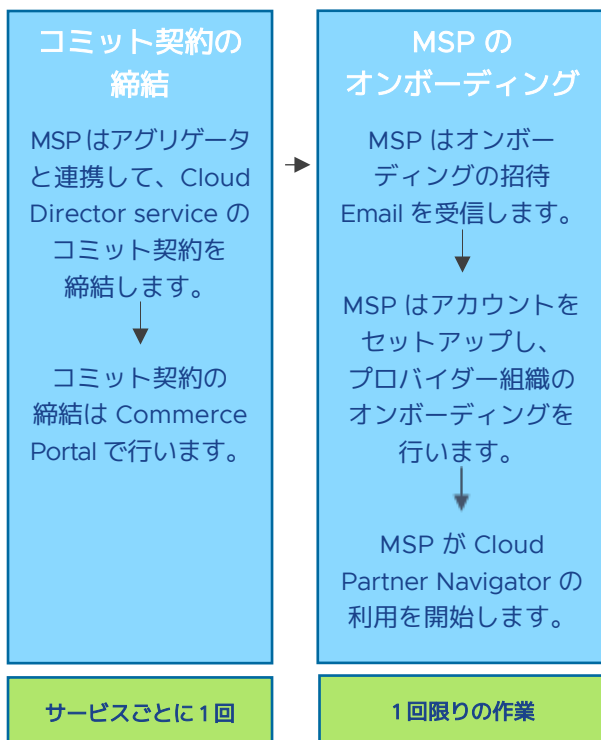 コミット契約の
締結
MSP はアグリゲータ
と連携して、Cloud
Director service の
コミット契約を
締結します。
コミット契約の
締結は Commerce
Portal で行います。
サービスごとに 1 回
MSP の
オンボーディング
MSP はオンボー
ディングの招待
Email を受信します。
MSP はアカウントを
セットアップし、
プロバイダー組織の
オンボーディングを
行います。
MSP が Cloud
Partner Navigator の
利用を開始します。
1 回限りの作業